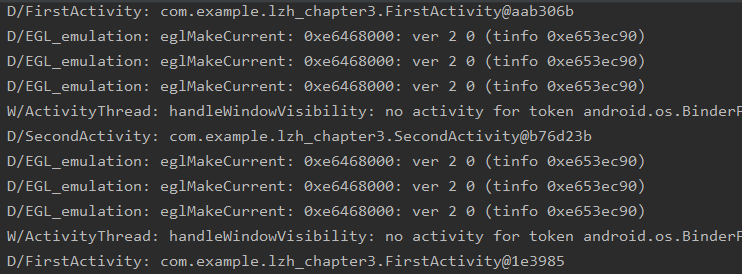 D/FirstActivity: com.example.lzh_chapter3.FirstActivity@aab306b
D/EGL_emulation: eglMakeCurrent: 0xe6468000: ver 2 0 (tinfo 0xe653ec90)
D/EGL_emulation: eglMakeCurrent: 0xe6468000: ver 2 0 (tinfo 0xe653ec90)
D/EGL_emulation: eglMakeCurrent: 0xe6468000: ver 2 0 (tinfo 0xe653ec90)
W/ActivityThread: handleWindowVisibility: no activity for token android.os.Binder
D/SecondActivity: com.example.lzh_chapter3.SecondActivity@b76d23b
D/EGL_emulation: eglMakeCurrent: 0xe6468000: ver 2 0 (tinfo 0xe653ec90)
D/EGL_emulation: eglMakeCurrent: 0xe6468000: ver 2 0 (tinfo 0xe653ec90)
D/EGL_emulation: eglMakeCurrent: 0xe6468000: ver 2 0 (tinfo 0xe653ec90)
W/ActivityThread: handleWindowVisibility: no activity for token android.os.Binder
D/FirstActivity: com.example.lzh_chapter3.FirstActivity@1e3985